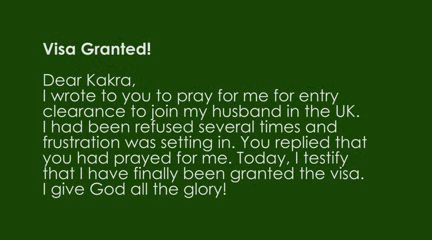 Visa Granted!
Dear Kakra,
I wrote to you to pray for me for entry
clearance to join my husband in the UK.
I had been refused several times and
frustration was setting in. You replied that
you had prayed for me. Today, I testify
that I have finally been granted the visa.
I give God all the glory!